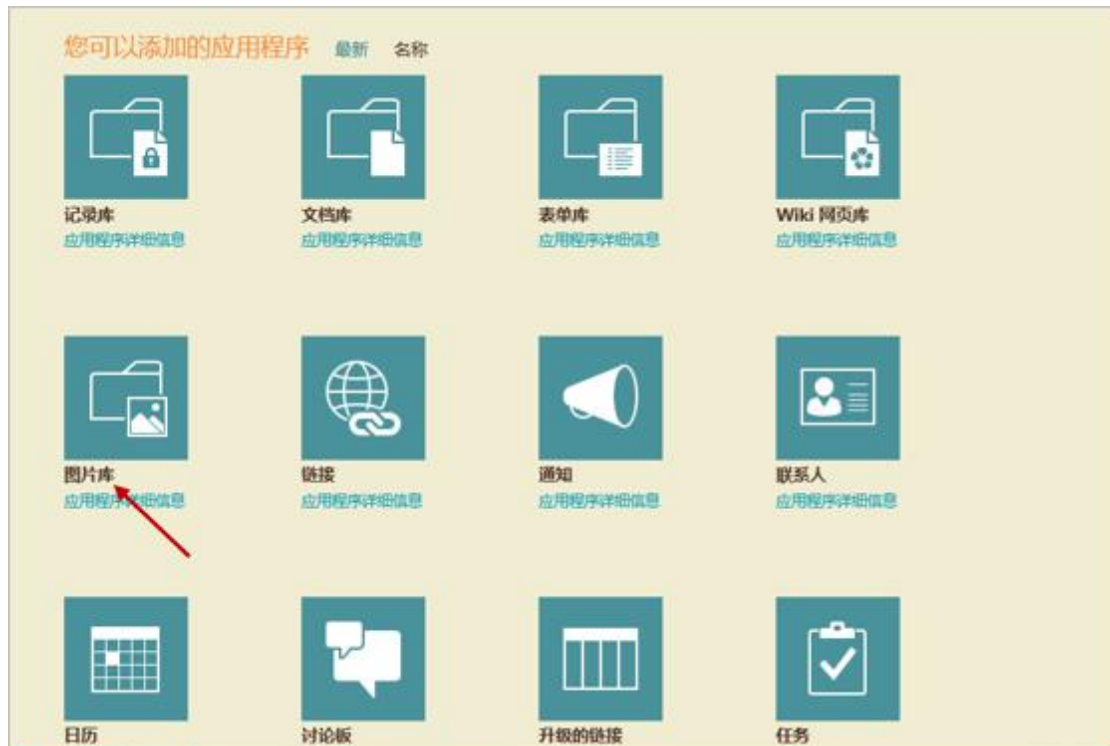 您可以添加的应用程序 最新 名称
记录库 文档库 表单库 Wiki 网页库
应用程序详细信息 应用程序详细信息 应用程序详细信息 应用程序详细信息
图片库 链接 通知 联系人
应用程序详细信息 应用程序详细信息 应用程序详细信息 应用程序详细信息
日历 讨论板 升级的链接 任务